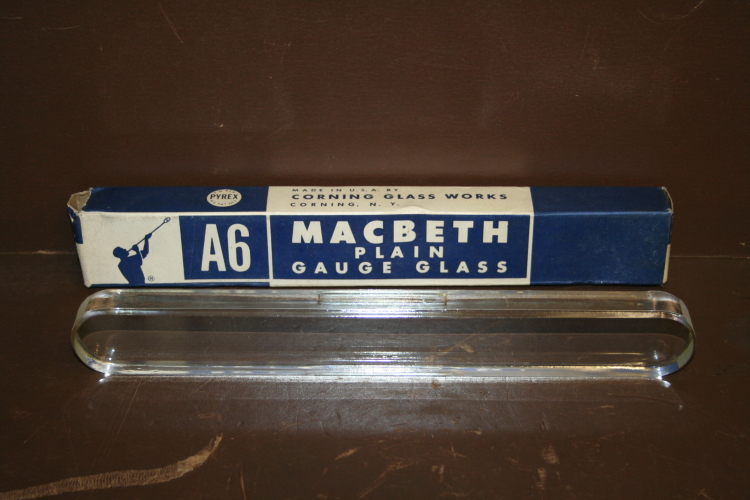 PYREX
MADE IN U.S.A. BY
CORNING GLASS WORKS
CORNING, N. Y.
®
A6
MACBETH
PLAIN
GAUGE GLASS